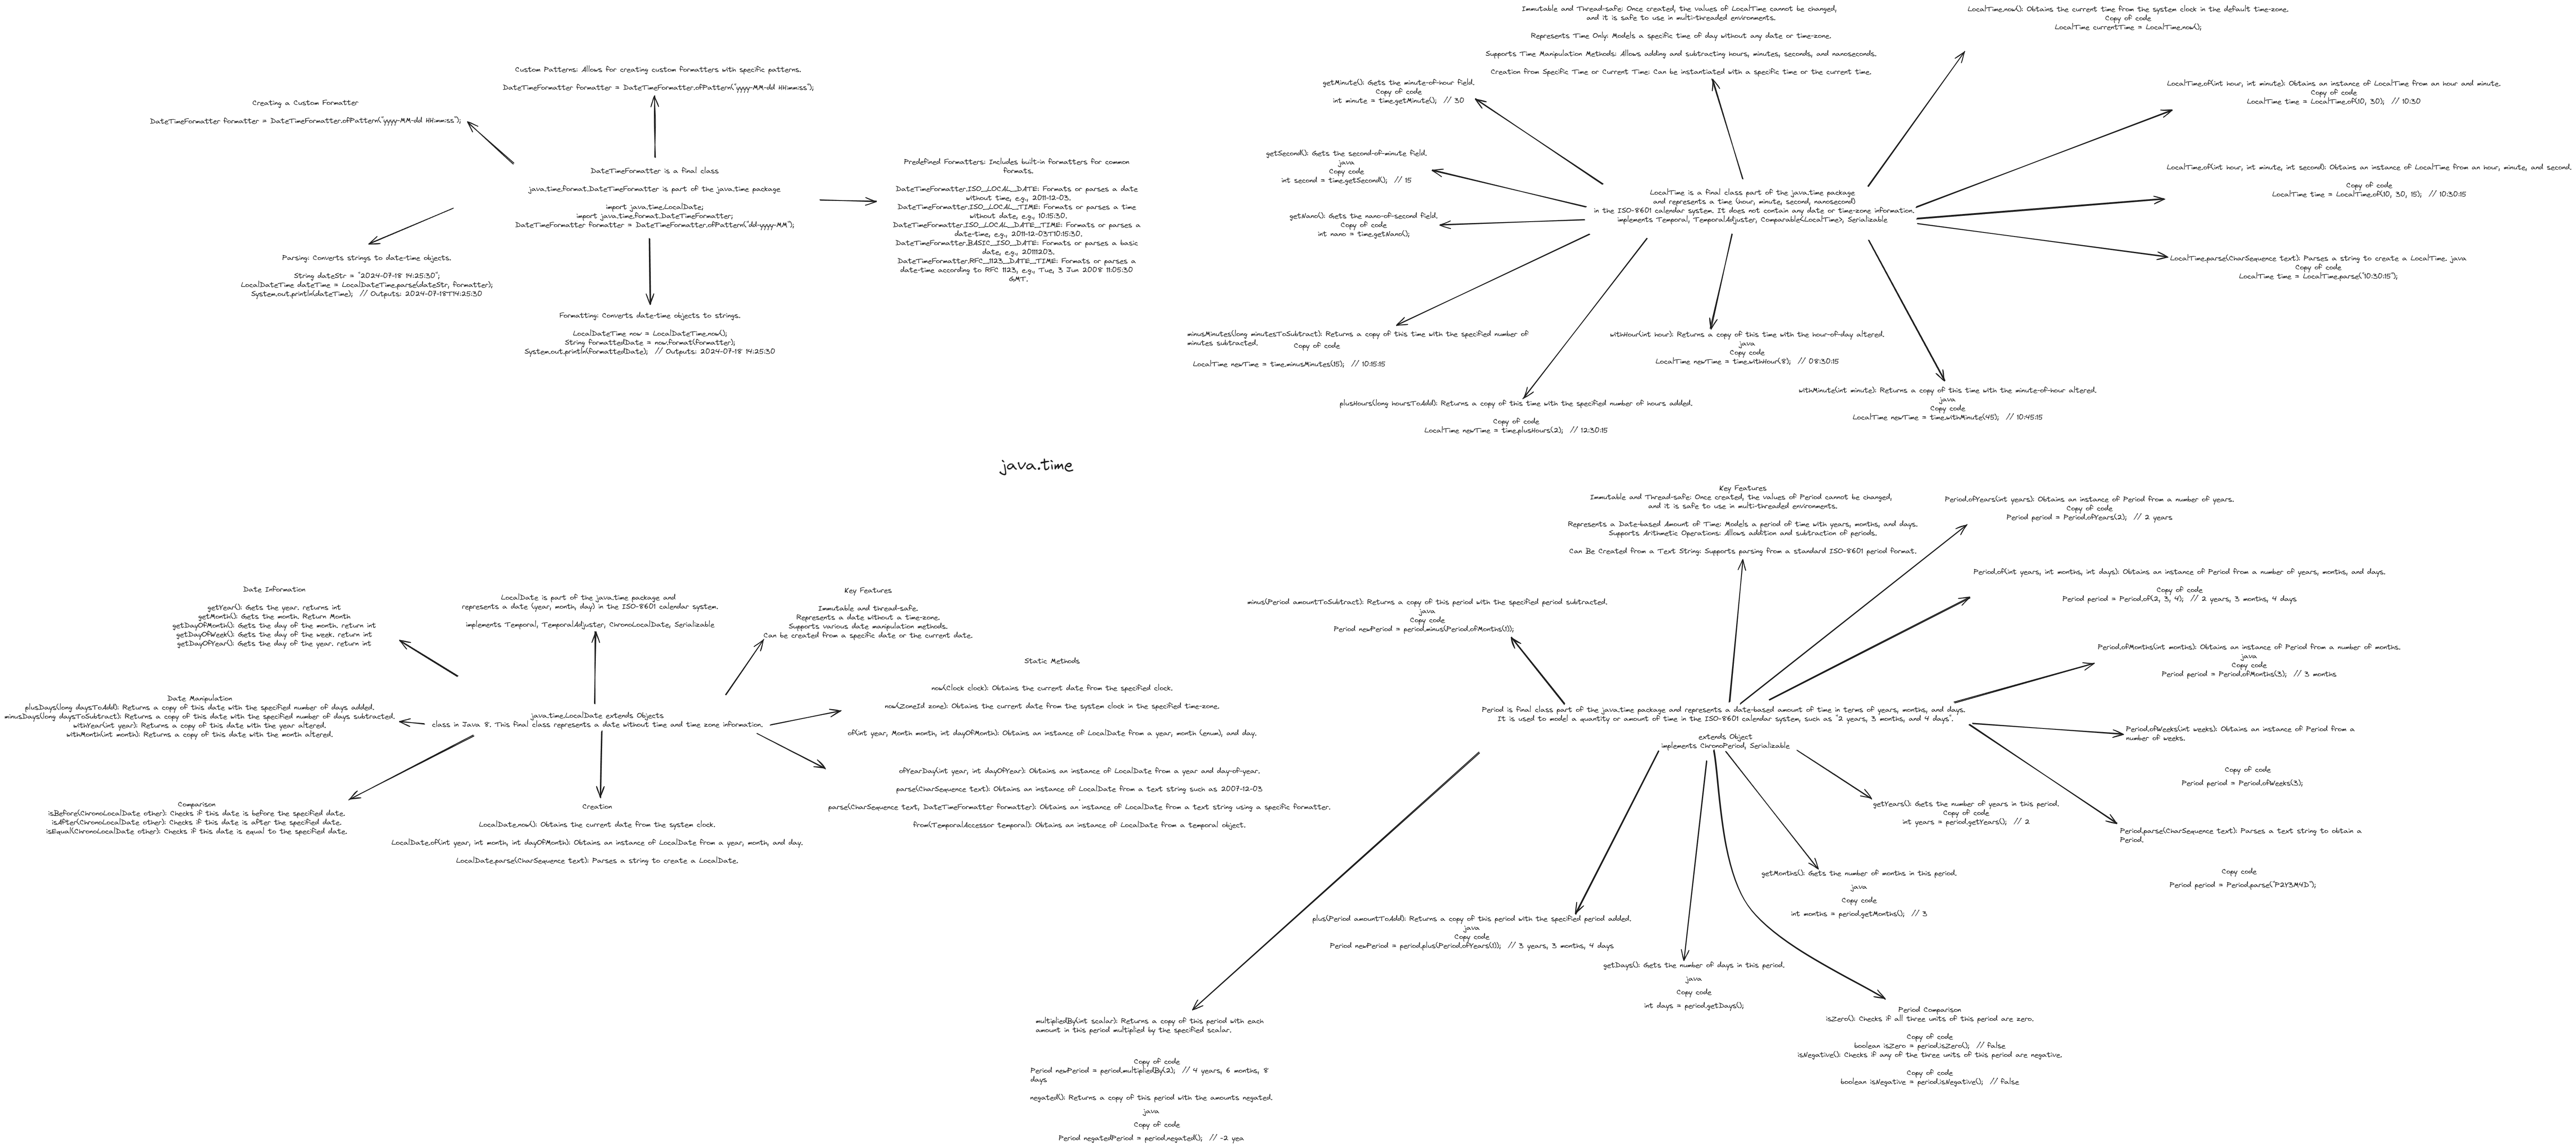 Custom Patterns: Allows for creating custom formatters with specific patterns.
DateTimeFormatter formatter = DateTimeFormatter.ofPattern("yyyy-MM-dd HH:mm:ss");
Creating a Custom Formatter
DateTimeFormatter formatter = DateTimeFormatter.ofPattern("yyyy-MM-dd HH:mm:ss");
DateTimeFormatter is a final class
java.time.format.DateTimeFormatter is part of the java.time package
import java.time.LocalDate;
import java.time.format.DateTimeFormatter;
DateTimeFormatter formatter = DateTimeFormatter.ofPattern("dd-yyyy-MM");
Predefined Formatters: Includes built-in formatters for common
formats.
DateTimeFormatter.ISO_LOCAL_DATE: Formats or parses a date
without time, e.g., 2011-12-03.
DateTimeFormatter.ISO_LOCAL_TIME: Formats or parses a time
without date, e.g., 10:15:30.
DateTimeFormatter.ISO_LOCAL_DATE_TIME: Formats or parses a
date-time, e.g., 2011-12-03T10:15:30.
DateTimeFormatter.BASIC_ISO_DATE: Formats or parses a basic
date, e.g., 20111203.
DateTimeFormatter.RFC_1123_DATE_TIME: Formats or parses a
date-time according to RFC 1123, e.g., Tue, 3 Jun 2008 11:05:30
GMT.
Parsing: Converts strings to date-time objects.
String dateStr = "2024-07-18 14:25:30";
LocalDateTime dateTime = LocalDateTime.parse(dateStr, formatter);
System.out.println(dateTime);  // Outputs: 2024-07-18T14:25:30
Formatting: Converts date-time objects to strings.
LocalDateTime now = LocalDateTime.now();
String formattedDate = now.format(formatter);
System.out.println(formattedDate);  // Outputs: 2024-07-18 14:25:30
Immutable and Thread-safe: Once created, the values of LocalTime cannot be changed,
and it is safe to use in multi-threaded environments.
Represents Time Only: Models a specific time of day without any date or time-zone.
Supports Time Manipulation Methods: Allows adding and subtracting hours, minutes, seconds, and nanoseconds.
Creation from Specific Time or Current Time: Can be instantiated with a specific time or the current time.
LocalTime.now(): Obtains the current time from the system clock in the default time-zone.
Copy of code
LocalTime currentTime = LocalTime.now();
getMinute(): Gets the minute-of-hour field.
Copy of code
int minute = time.getMinute();  // 30
LocalTime.of(int hour, int minute): Obtains an instance of LocalTime from an hour and minute.
Copy of code
LocalTime time = LocalTime.of(10, 30);  // 10:30
getSecond(): Gets the second-of-minute field.
java
Copy code
int second = time.getSecond();  // 15
LocalTime.of(int hour, int minute, int second): Obtains an instance of LocalTime from an hour, minute, and second.
Copy of code
LocalTime time = LocalTime.of(10, 30, 15);  // 10:30:15
LocalTime is a final class part of the java.time package
and represents a time (hour, minute, second, nanosecond)
in the ISO-8601 calendar system. It does not contain any date or time-zone information.
implements Temporal, TemporalAdjuster, Comparable<LocalTime>, Serializable
getNano(): Gets the nano-of-second field.
Copy of code
int nano = time.getNano();
LocalTime.parse(CharSequence text): Parses a string to create a LocalTime. java
Copy of code
LocalTime time = LocalTime.parse("10:30:15");
minusMinutes(long minutesToSubtract): Returns a copy of this time with the specified number of
minutes subtracted.
Copy of code
LocalTime newTime = time.minusMinutes(15);  // 10:15:15
withHour(int hour): Returns a copy of this time with the hour-of-day altered.
java
Copy code
LocalTime newTime = time.withHour(8);  // 08:30:15
plusHours(long hoursToAdd): Returns a copy of this time with the specified number of hours added.
Copy of code
LocalTime newTime = time.plusHours(2);  // 12:30:15
withMinute(int minute): Returns a copy of this time with the minute-of-hour altered.
java
Copy code
LocalTime newTime = time.withMinute(45);  // 10:45:15
java.time
Date Information
getYear(): Gets the year. returns int
getMonth(): Gets the month. Return Month
getDayOfMonth(): Gets the day of the month. return int
getDayOfWeek(): Gets the day of the week. return int
getDayOfYear(): Gets the day of the year. return int
LocalDate is part of the java.time package and
represents a date (year, month, day) in the ISO-8601 calendar system.
implements Temporal, TemporalAdjuster, ChronoLocalDate, Serializable
Key Features
Immutable and thread-safe.
Represents a date without a time-zone.
Supports various date manipulation methods.
Can be created from a specific date or the current date.
Date Manipulation
plusDays(long daysToAdd): Returns a copy of this date with the specified number of days added.
minusDays(long daysToSubtract): Returns a copy of this date with the specified number of days subtracted.
withYear(int year): Returns a copy of this date with the year altered.
withMonth(int month): Returns a copy of this date with the month altered.
java.time.LocalDate extends Objects
class in Java 8. This final class represents a date without time and time zone information.
Static Methods
now(Clock clock): Obtains the current date from the specified clock.
now(ZoneId zone): Obtains the current date from the system clock in the specified time-zone.
of(int year, Month month, int dayOfMonth): Obtains an instance of LocalDate from a year, month (enum), and day.
ofYearDay(int year, int dayOfYear): Obtains an instance of LocalDate from a year and day-of-year.
parse(CharSequence text): Obtains an instance of LocalDate from a text string such as 2007-12-03
.
parse(CharSequence text, DateTimeFormatter formatter): Obtains an instance of LocalDate from a text string using a specific formatter.
from(TemporalAccessor temporal): Obtains an instance of LocalDate from a temporal object.
Comparison
isBefore(ChronoLocalDate other): Checks if this date is before the specified date.
isAfter(ChronoLocalDate other): Checks if this date is after the specified date.
isEqual(ChronoLocalDate other): Checks if this date is equal to the specified date.
Creation
LocalDate.now(): Obtains the current date from the system clock.
LocalDate.of(int year, int month, int dayOfMonth): Obtains an instance of LocalDate from a year, month, and day.
LocalDate.parse(CharSequence text): Parses a string to create a LocalDate.
Key Features
Immutable and Thread-safe: Once created, the values of Period cannot be changed,
and it is safe to use in multi-threaded environments.
Represents a Date-based Amount of Time: Models a period of time with years, months, and days.
Supports Arithmetic Operations: Allows addition and subtraction of periods.
Can Be Created from a Text String: Supports parsing from a standard ISO-8601 period format.
Period.ofYears(int years): Obtains an instance of Period from a number of years.
Copy of code
Period period = Period.ofYears(2);  // 2 years
Period.of(int years, int months, int days): Obtains an instance of Period from a number of years, months, and days.
Copy of code
Period period = Period.of(2, 3, 4);  // 2 years, 3 months, 4 days
minus(Period amountToSubtract): Returns a copy of this period with the specified period subtracted.
java
Copy of code
Period newPeriod = period.minus(Period.ofMonths(1));
Period.ofMonths(int months): Obtains an instance of Period from a number of months.
java
Copy of code
Period period = Period.ofMonths(3);  // 3 months
Period is final class part of the java.time package and represents a date-based amount of time in terms of years, months, and days.
It is used to model a quantity or amount of time in the ISO-8601 calendar system, such as "2 years, 3 months, and 4 days".
extends Object
implements ChronoPeriod, Serializable
Period.ofWeeks(int weeks): Obtains an instance of Period from a
number of weeks.
Copy of code
Period period = Period.ofWeeks(3);
getYears(): Gets the number of years in this period.
Copy of code
int years = period.getYears();  // 2
Period.parse(CharSequence text): Parses a text string to obtain a
Period.
Copy of code
Period period = Period.parse("P2Y3M4D");
getMonths(): Gets the number of months in this period.
java
Copy code
int months = period.getMonths();  // 3
plus(Period amountToAdd): Returns a copy of this period with the specified period added.
java
Copy code
Period newPeriod = period.plus(Period.ofYears(1));  // 3 years, 3 months, 4 days
getDays(): Gets the number of days in this period.
java
Copy code
int days = period.getDays();
Period Comparison
isZero(): Checks if all three units of this period are zero.
Copy of code
boolean isZero = period.isZero();  // false
isNegative(): Checks if any of the three units of this period are negative.
Copy of code
boolean isNegative = period.isNegative();  // false
multipliedBy(int scalar): Returns a copy of this period with each
amount in this period multiplied by the specified scalar.
Copy of code
Period newPeriod = period.multipliedBy(2);  // 4 years, 6 months, 8
days
negated(): Returns a copy of this period with the amounts negated.
java
Copy of code
Period negatedPeriod = period.negated();  // -2 yea